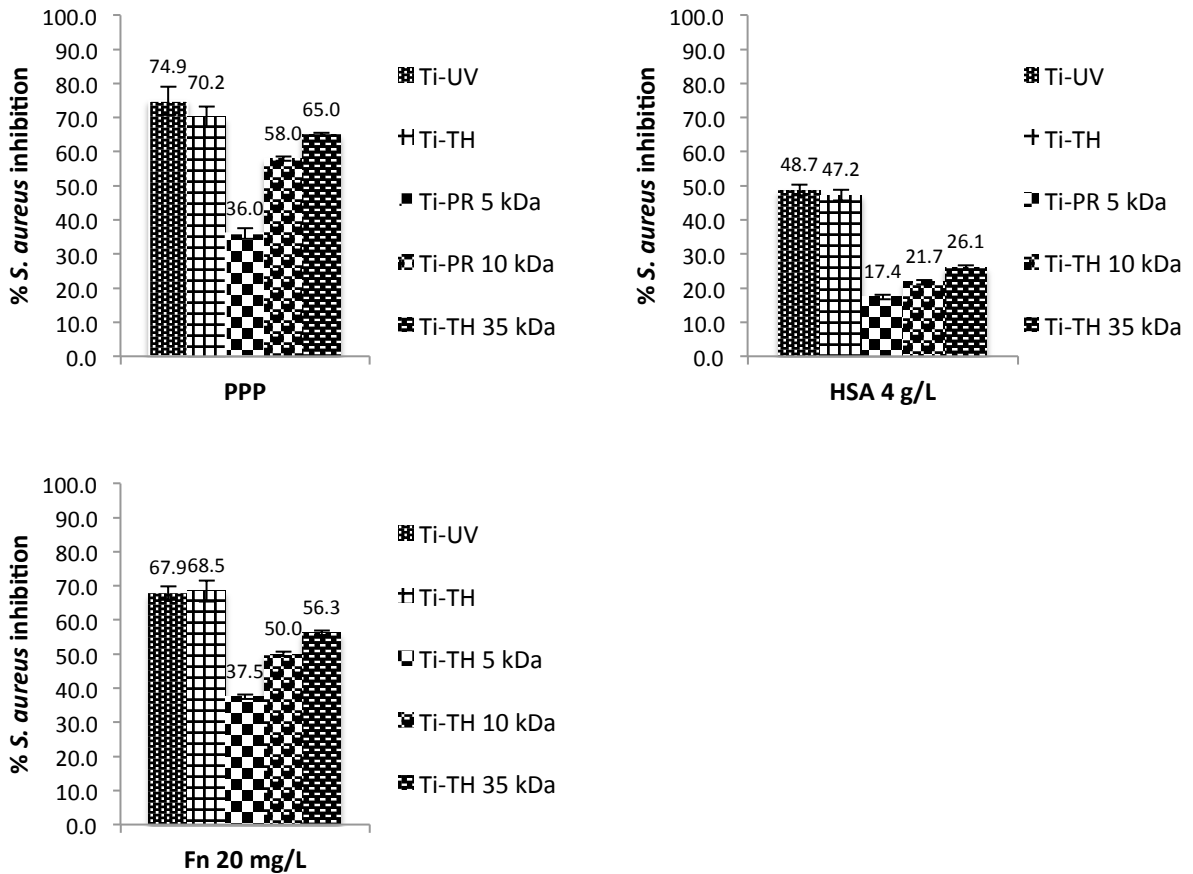 % S. aureus inhibition
100.0
90.0
80.0
70.0
60.0
50.0
40.0
30.0
20.0
10.0
0.0
74.9
70.2
36.0
58.0
65.0
PPP
Ti-UV
Ti-TH
Ti-PR 5 kDa
Ti-PR 10 kDa
Ti-TH 35 kDa
% S. aureus inhibition
100.0
90.0
80.0
70.0
60.0
50.0
40.0
30.0
20.0
10.0
0.0
48.7
47.2
17.4
21.7
26.1
HSA 4 g/L
Ti-UV
Ti-TH
Ti-PR 5 kDa
Ti-TH 10 kDa
Ti-TH 35 kDa
% S. aureus inhibition
100.0
90.0
80.0
70.0
60.0
50.0
40.0
30.0
20.0
10.0
0.0
67.9
68.5
37.5
50.0
56.3
Fn 20 mg/L
Ti-UV
Ti-TH
Ti-TH 5 kDa
Ti-TH 10 kDa
Ti-TH 35 kDa